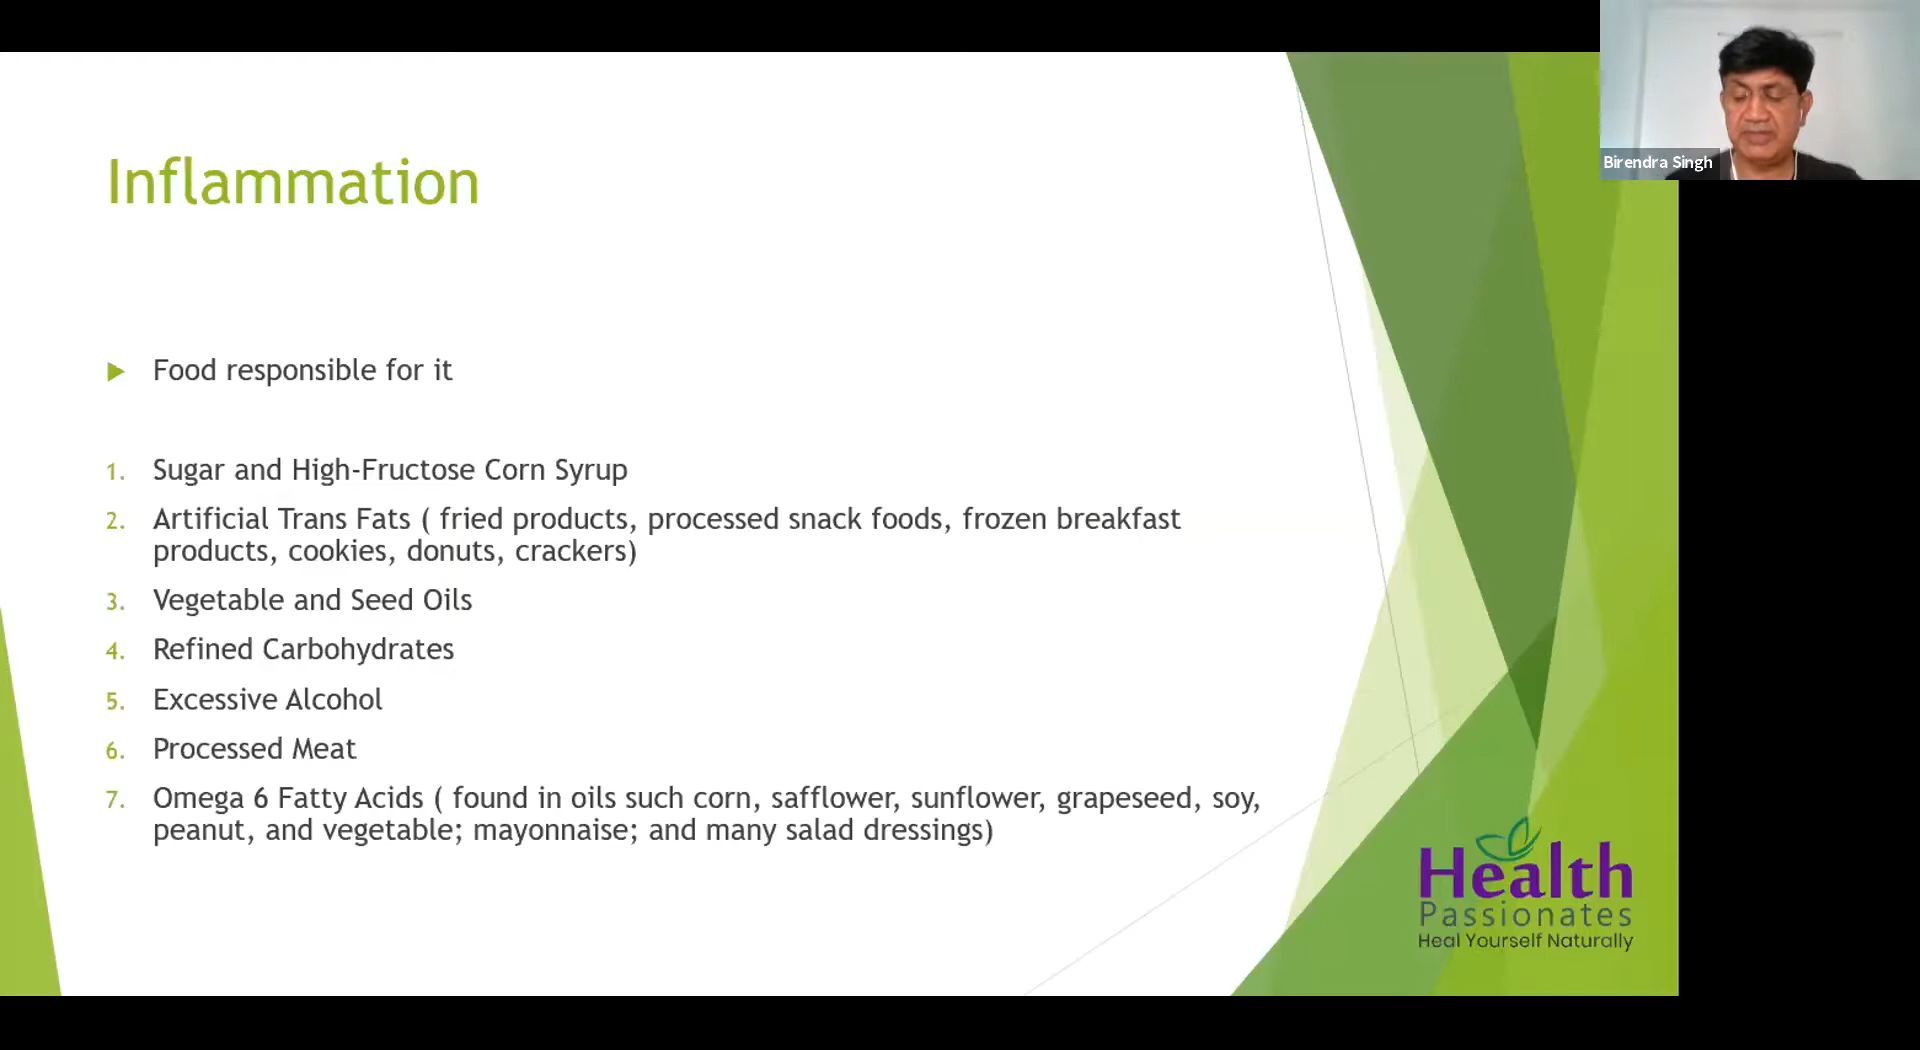 Birendra Singh
Inflammation
Food responsible for it
1. Sugar and High-Fructose Corn Syrup
2. Artificial Trans Fats ( fried products, processed snack foods, frozen breakfast
products, cookies, donuts, crackers)
3. Vegetable and Seed Oils
4. Refined Carbohydrates
5. Excessive Alcohol
6. Processed Meat
7. Omega 6 Fatty Acids ( found in oils such corn, safflower, sunflower, grapeseed, soy,
peanut, and vegetable; mayonnaise; and many salad dressings)
Health
Passionates
Heal Yourself Naturally